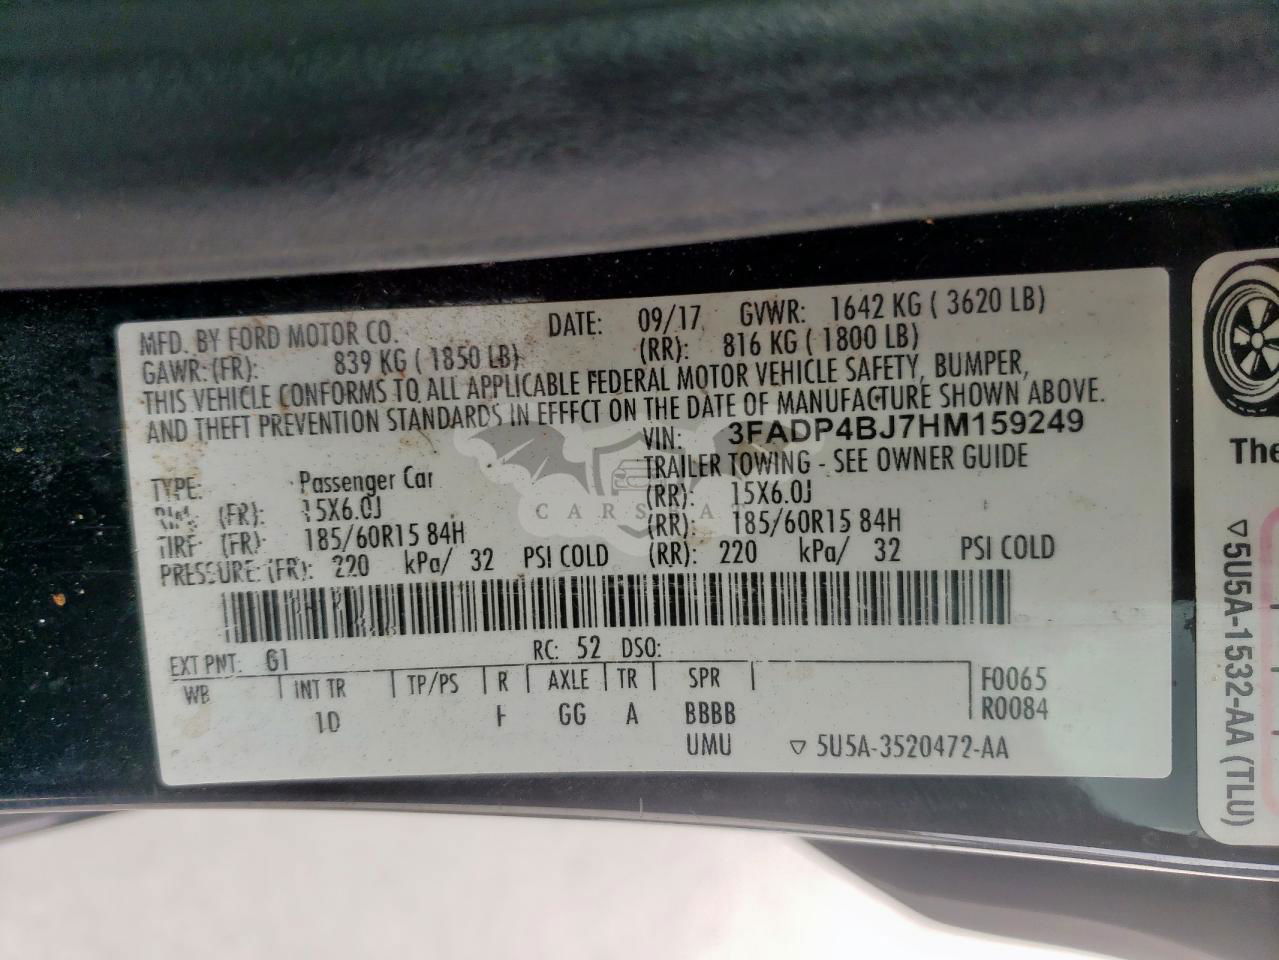 MFD. BY FORD MOTOR CO. DATE: 09/17 GVWR: 1642 KG ( 3620 LB)
GAWR: (FR): 839 KG ( 1850 LB) (RR): 816 KG ( 1800 LB)
THIS VEHICLE CONFORMS TO ALL APPLICABLE FEDERAL MOTOR VEHICLE SAFETY, BUMPER,
AND THEFT PREVENTION STANDARDS IN EFFECT ON THE DATE OF MANUFACTURE SHOWN ABOVE.
VIN: 3FADP4BJ7HM159249
TYPE: Passenger Car TRAILER TOWING - SEE OWNER GUIDE
RIM: (FR): 15X6.0J (RR): 15X6.0J
TIRE (FR): 185/60R15 84H (RR): 185/60R15 84H
PRESSURE: (FR): 220 kPa/ 32 PSI COLD (RR): 220 kPa/ 32 PSI COLD
EXT PNT: G1 RC: 52 DSO:
WB INT TR TP/PS R AXLE TR SPR F0065
10 GG A BBBB R0084
UMU 5U5A-3520472-AA
The
5U5A-1532-AA (TLU)